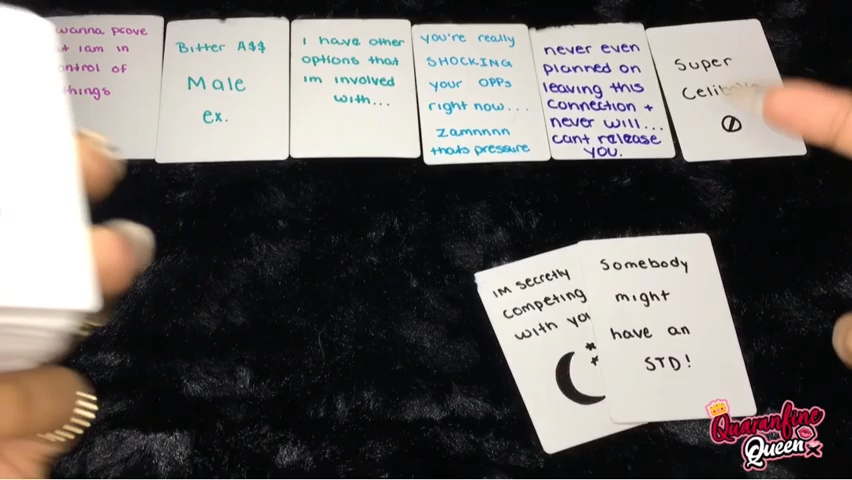 wanna prove
I am in
control of
things
Bitter A$$
Male
ex.
I have other
options that
im involved
with...
you're really
SHOCKING
your OPPs
right now...
zamnnnn
thats pressure
never even
planned on
leaving this
connection +
never will...
cant release
YOU.
Super
im secretly
competing
with you
Somebody
might
have an
STD!
Quaranfine
Queen